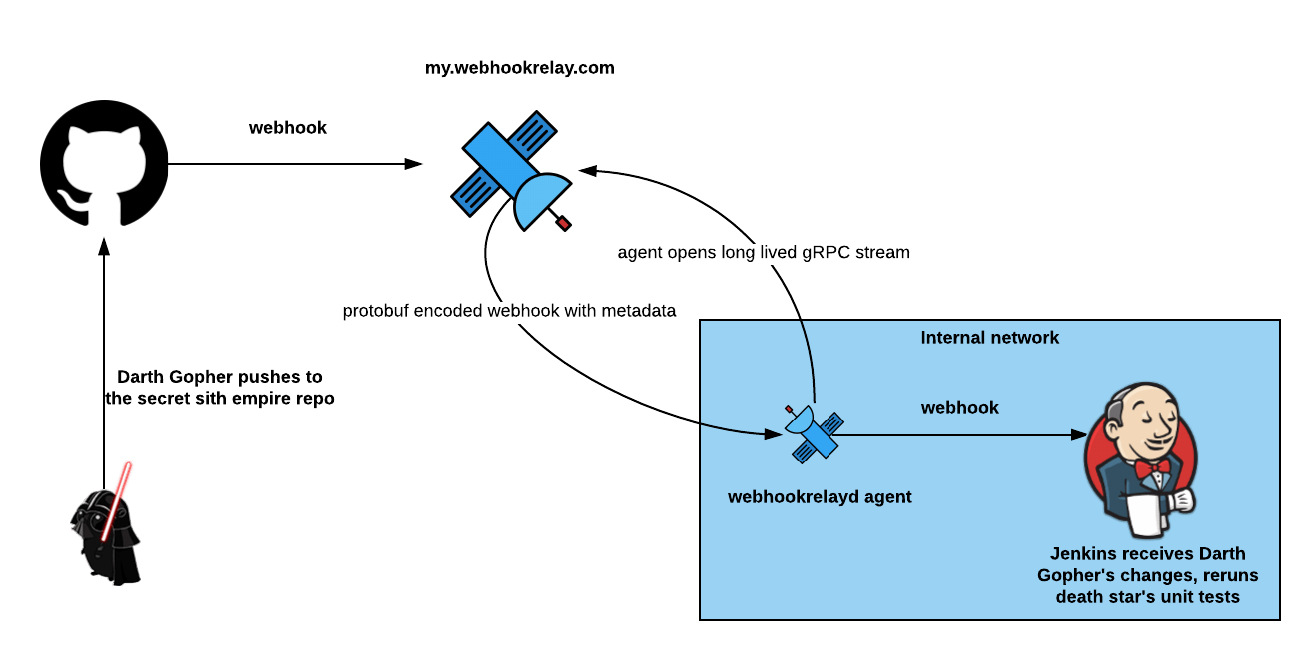 my.webhookrelay.com
webhook
agent opens long lived gRPC stream
protobuf encoded webhook with metadata
Internal network
Darth Gopher pushes to
the secret sith empire repo
webhook
webhookrelayd agent
Jenkins receives Darth
Gopher's changes, reruns
death star's unit tests